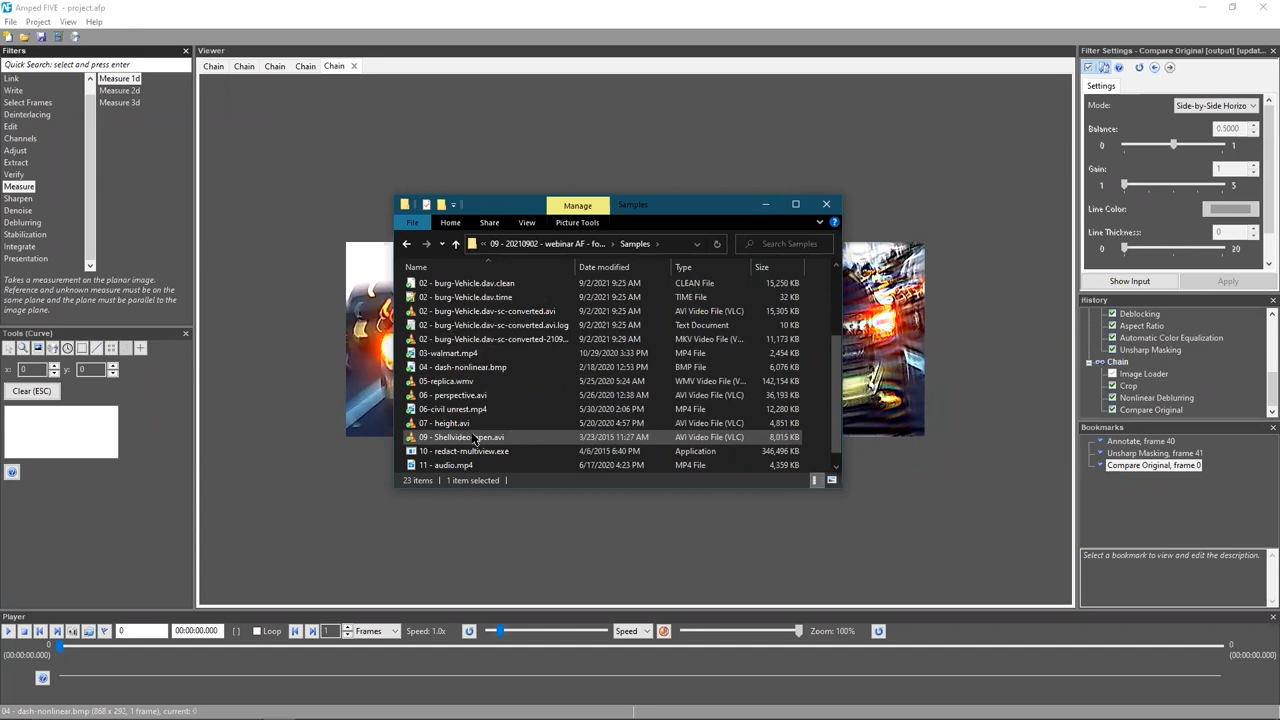 Amped FIVE - project.afp
File Project View Help
Filters
Quick Search: select and press enter
Link
Write
Select Frames
Deinterlacing
Edit
Channels
Adjust
Extract
Verify
Measure
Sharpen
Denoise
Deblurring
Stabilization
Integrate
Presentation
Measure 1d
Measure 2d
Measure 3d
Takes a measurement on the planar image.
Reference and unknown measure must be on the
same plane and the plane must be parallel to the
image plane.
Tools (Curve)
x: 0 y: 0
Clear (ESC)
Viewer
Chain Chain Chain Chain Chain
Manage Samples
File Home Share View Picture Tools
« 09 - 20210902 - webinar AF - fo... > Samples >
Search Samples
Name Date modified Type Size
02 - burg-Vehicle.dav.clean 9/2/2021 9:25 AM CLEAN File 15,250 KB
02 - burg-Vehicle.dav.time 9/2/2021 9:25 AM TIME File 32 KB
02 - burg-Vehicle.dav-sc-converted.avi 9/2/2021 9:25 AM AVI Video File (VLC) 15,305 KB
02 - burg-Vehicle.dav-sc-converted.avi.log 9/2/2021 9:25 AM Text Document 10 KB
02 - burg-Vehicle.dav-sc-converted-2109... 9/2/2021 9:29 AM MKV Video File (V... 11,173 KB
03-walmart.mp4 10/29/2020 3:33 PM MP4 File 2,454 KB
04 - dash-nonlinear.bmp 2/18/2020 12:53 PM BMP File 6,076 KB
05-replica.wmv 5/25/2020 5:24 AM WMV Video File (V... 142,154 KB
06 - perspective.avi 5/26/2020 12:38 AM AVI Video File (VLC) 36,193 KB
06-civil unrest.mp4 5/30/2020 2:06 PM MP4 File 12,280 KB
07 - height.avi 5/20/2020 4:57 PM AVI Video File (VLC) 4,851 KB
09 - Shellvideo open.avi 3/23/2015 11:27 AM AVI Video File (VLC) 8,015 KB
10 - redact-multiview.exe 4/6/2015 6:40 PM Application 346,496 KB
11 - audio.mp4 6/17/2020 4:23 PM MP4 File 4,359 KB
23 items 1 item selected
Filter Settings - Compare Original [output] [updat...
Settings
Mode: Side-by-Side Horizo
Balance: 0.5000
0 1
Gain: 1
1 5
Line Color:
Line Thickness: 0
0 20
Show Input Apply
History
Deblocking
Aspect Ratio
Automatic Color Equalization
Unsharp Masking
Chain
Image Loader
Crop
Nonlinear Deblurring
Compare Original
Bookmarks
Annotate, frame 40
Unsharp Masking, frame 41
Compare Original, frame 0
Select a bookmark to view and edit the description.
Player
0 00:00:00.000 [ ] Loop 1 Frames Speed: 1.0x Speed Zoom: 100%
0
(00:00:00.000)
0
(00:00:00.000)
04 - dash-nonlinear.bmp (868 x 292, 1 frame), current: 0